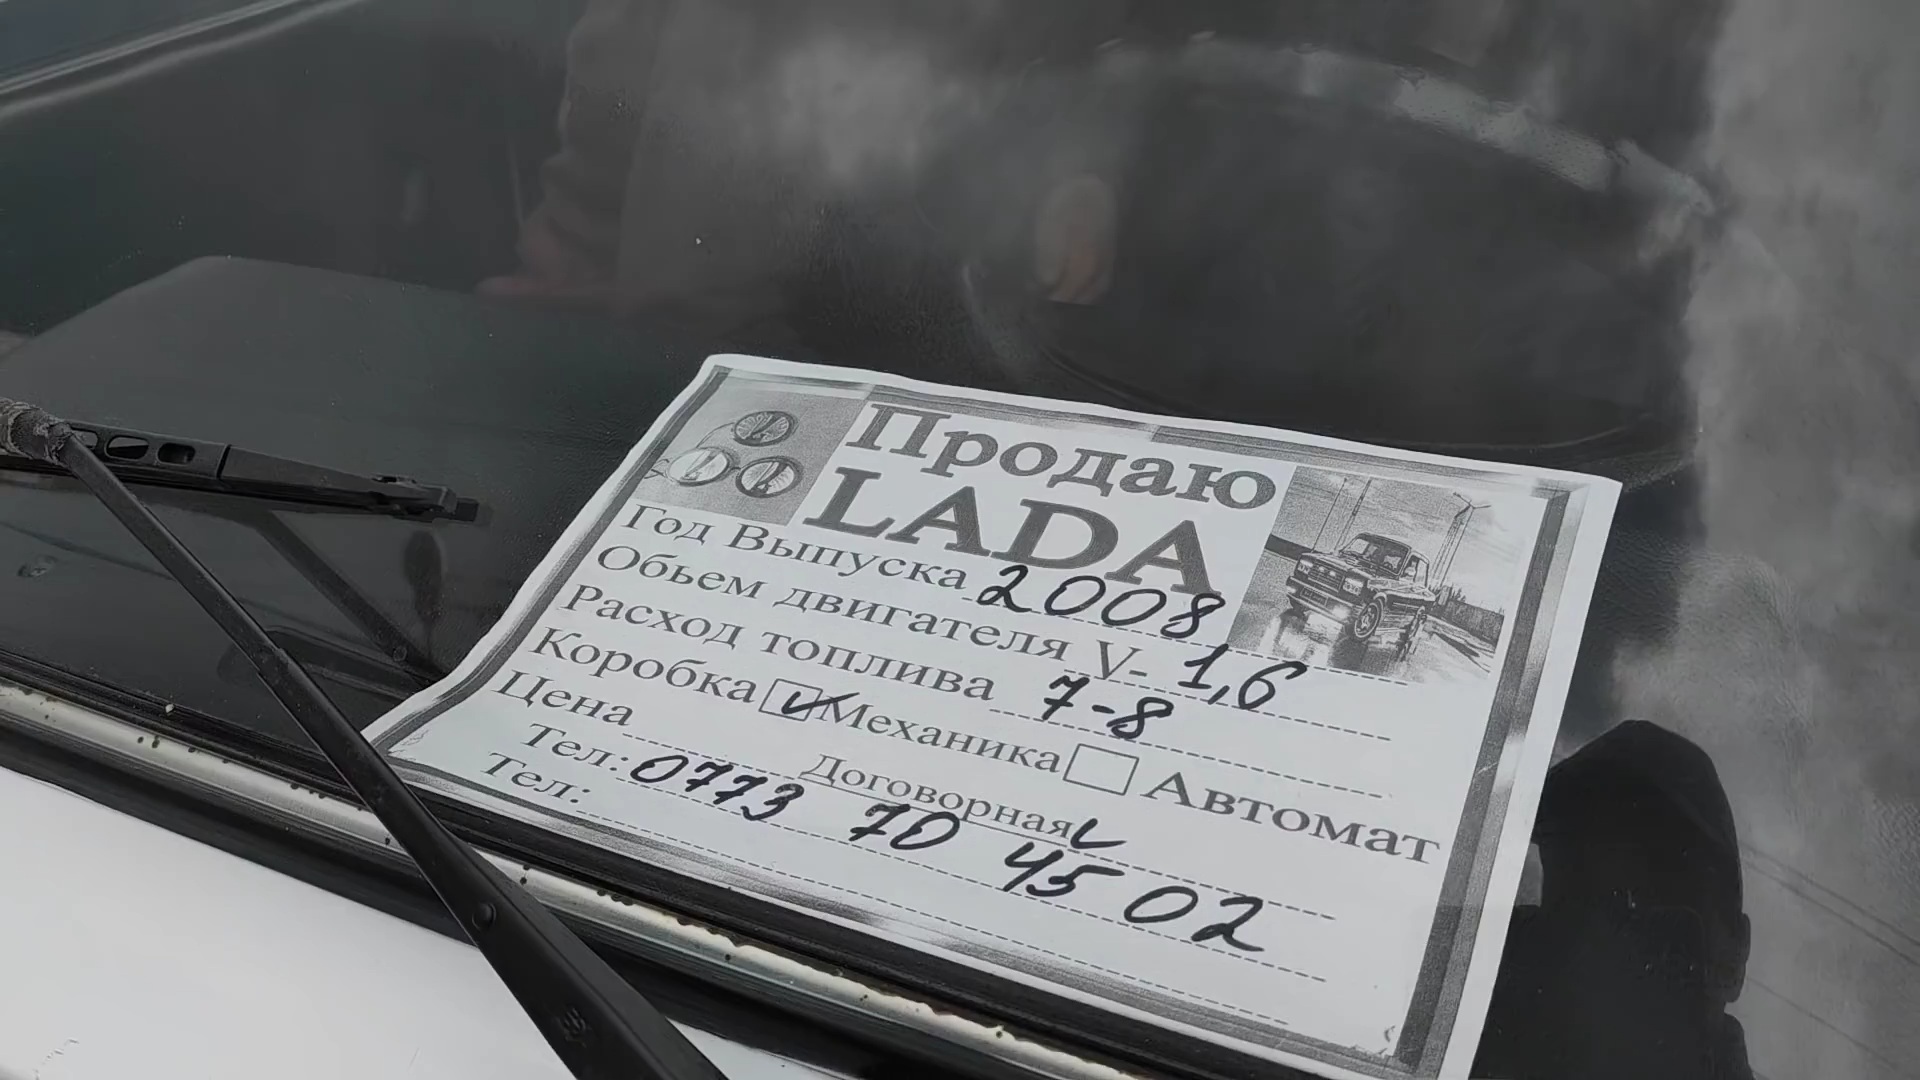 Продаю
LADA
Год Выпуска 2008
Обьем двигателя V- 1,6
Расход топлива 7-8
Коробка Механика Автомат
Цена Договорная
Тел: 0773 70 45 02
Тел: